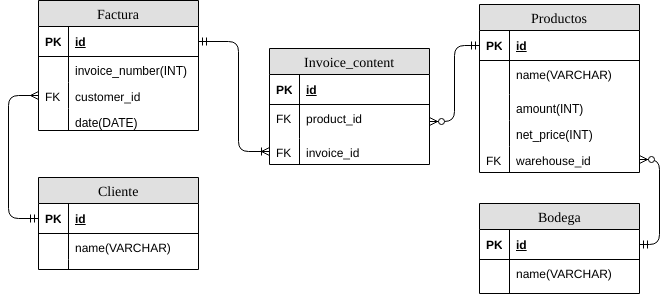 Factura
PK id
invoice_number(INT)
FK customer_id
date(DATE)
Cliente
PK id
name(VARCHAR)
Invoice_content
PK id
FK product_id
FK invoice_id
Productos
PK id
name(VARCHAR)
amount(INT)
net_price(INT)
FK warehouse_id
Bodega
PK id
name(VARCHAR)